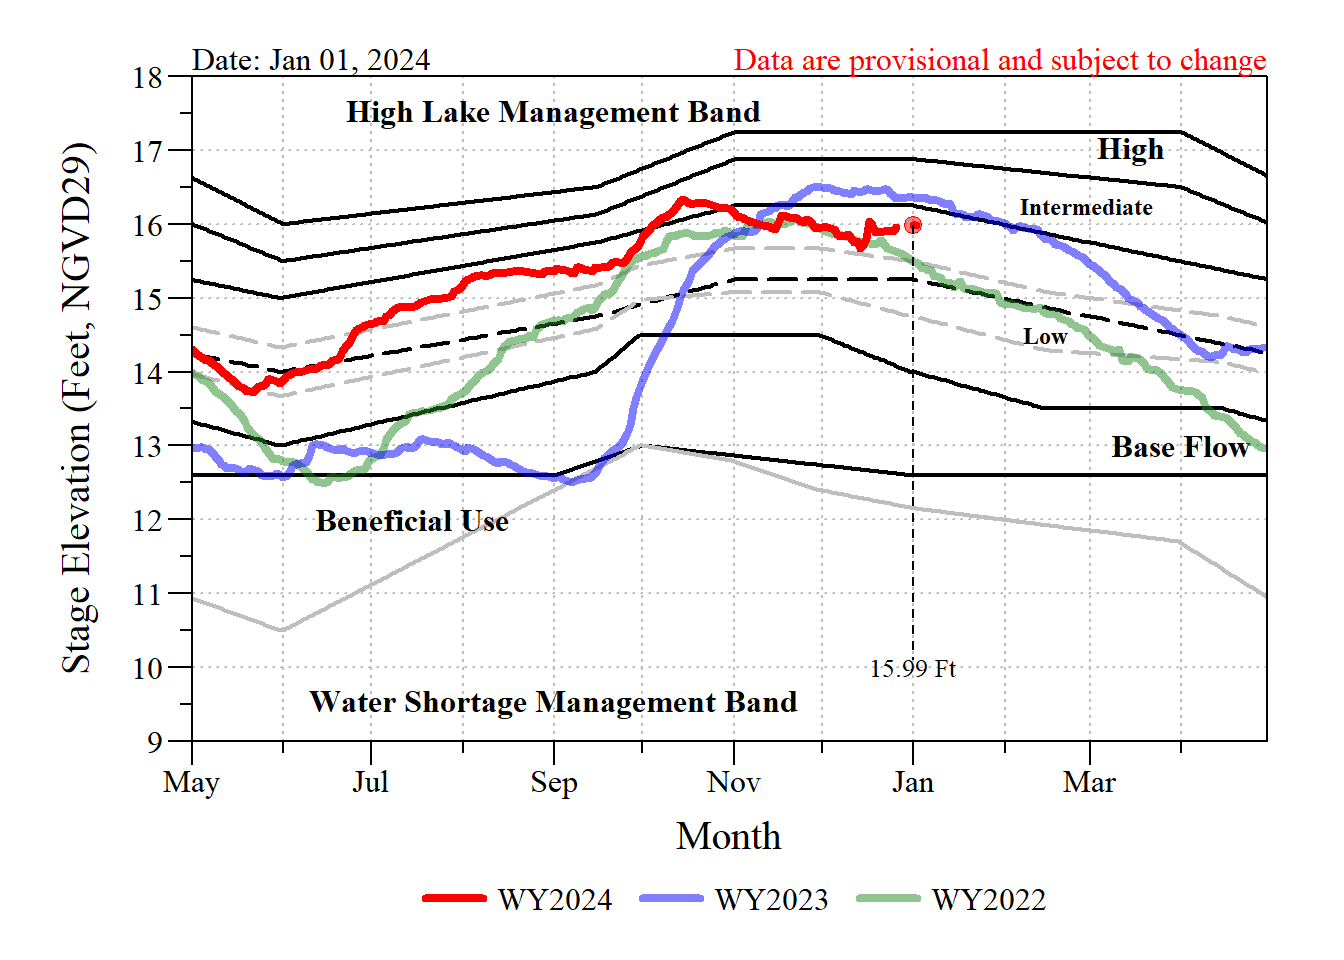 Date: Jan 01, 2024
Data are provisional and subject to change
18
17
16
15
14
13
12
11
10
9
Stage Elevation (Feet, NGVD29)
High Lake Management Band
High
Intermediate
Low
Base Flow
Beneficial Use
15.99 Ft
Water Shortage Management Band
May
Jul
Sep
Nov
Jan
Mar
Month
WY2024
WY2023
WY2022